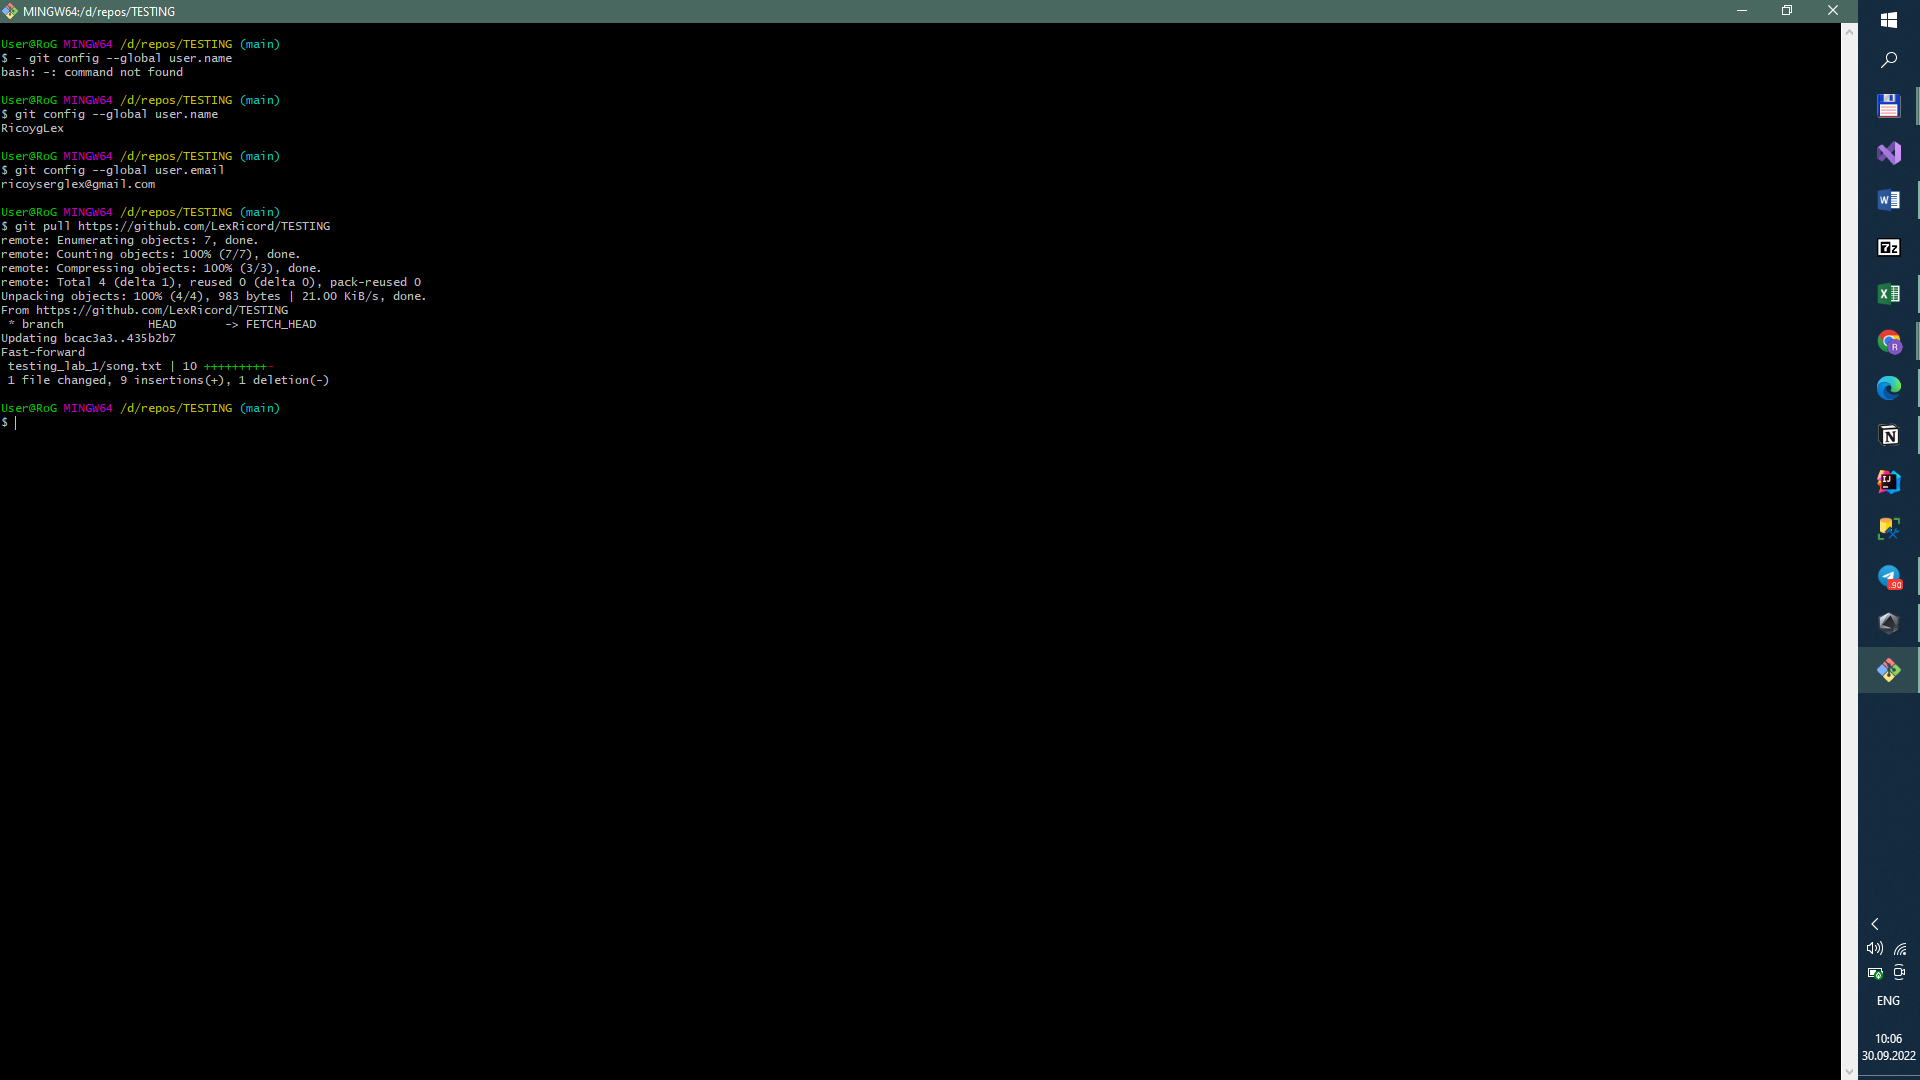 MINGW64:/d/repos/TESTING
User@RoG MINGW64 /d/repos/TESTING (main)
$ - git config --global user.name
bash: -: command not found
User@RoG MINGW64 /d/repos/TESTING (main)
$ git config --global user.name
RicoygLex
User@RoG MINGW64 /d/repos/TESTING (main)
$ git config --global user.email
ricoyserglex@gmail.com
User@RoG MINGW64 /d/repos/TESTING (main)
$ git pull https://github.com/LexRicord/TESTING
remote: Enumerating objects: 7, done.
remote: Counting objects: 100% (7/7), done.
remote: Compressing objects: 100% (3/3), done.
remote: Total 4 (delta 1), reused 0 (delta 0), pack-reused 0
Unpacking objects: 100% (4/4), 983 bytes | 21.00 KiB/s, done.
From https://github.com/LexRicord/TESTING
 * branch            HEAD       -> FETCH_HEAD
Updating bcac3a3..435b2b7
Fast-forward
 testing_lab_1/song.txt | 10 +++++++++-
 1 file changed, 9 insertions(+), 1 deletion(-)
User@RoG MINGW64 /d/repos/TESTING (main)
$
W
7z
X
R
N
IJ
90
ENG
10:06
30.09.2022